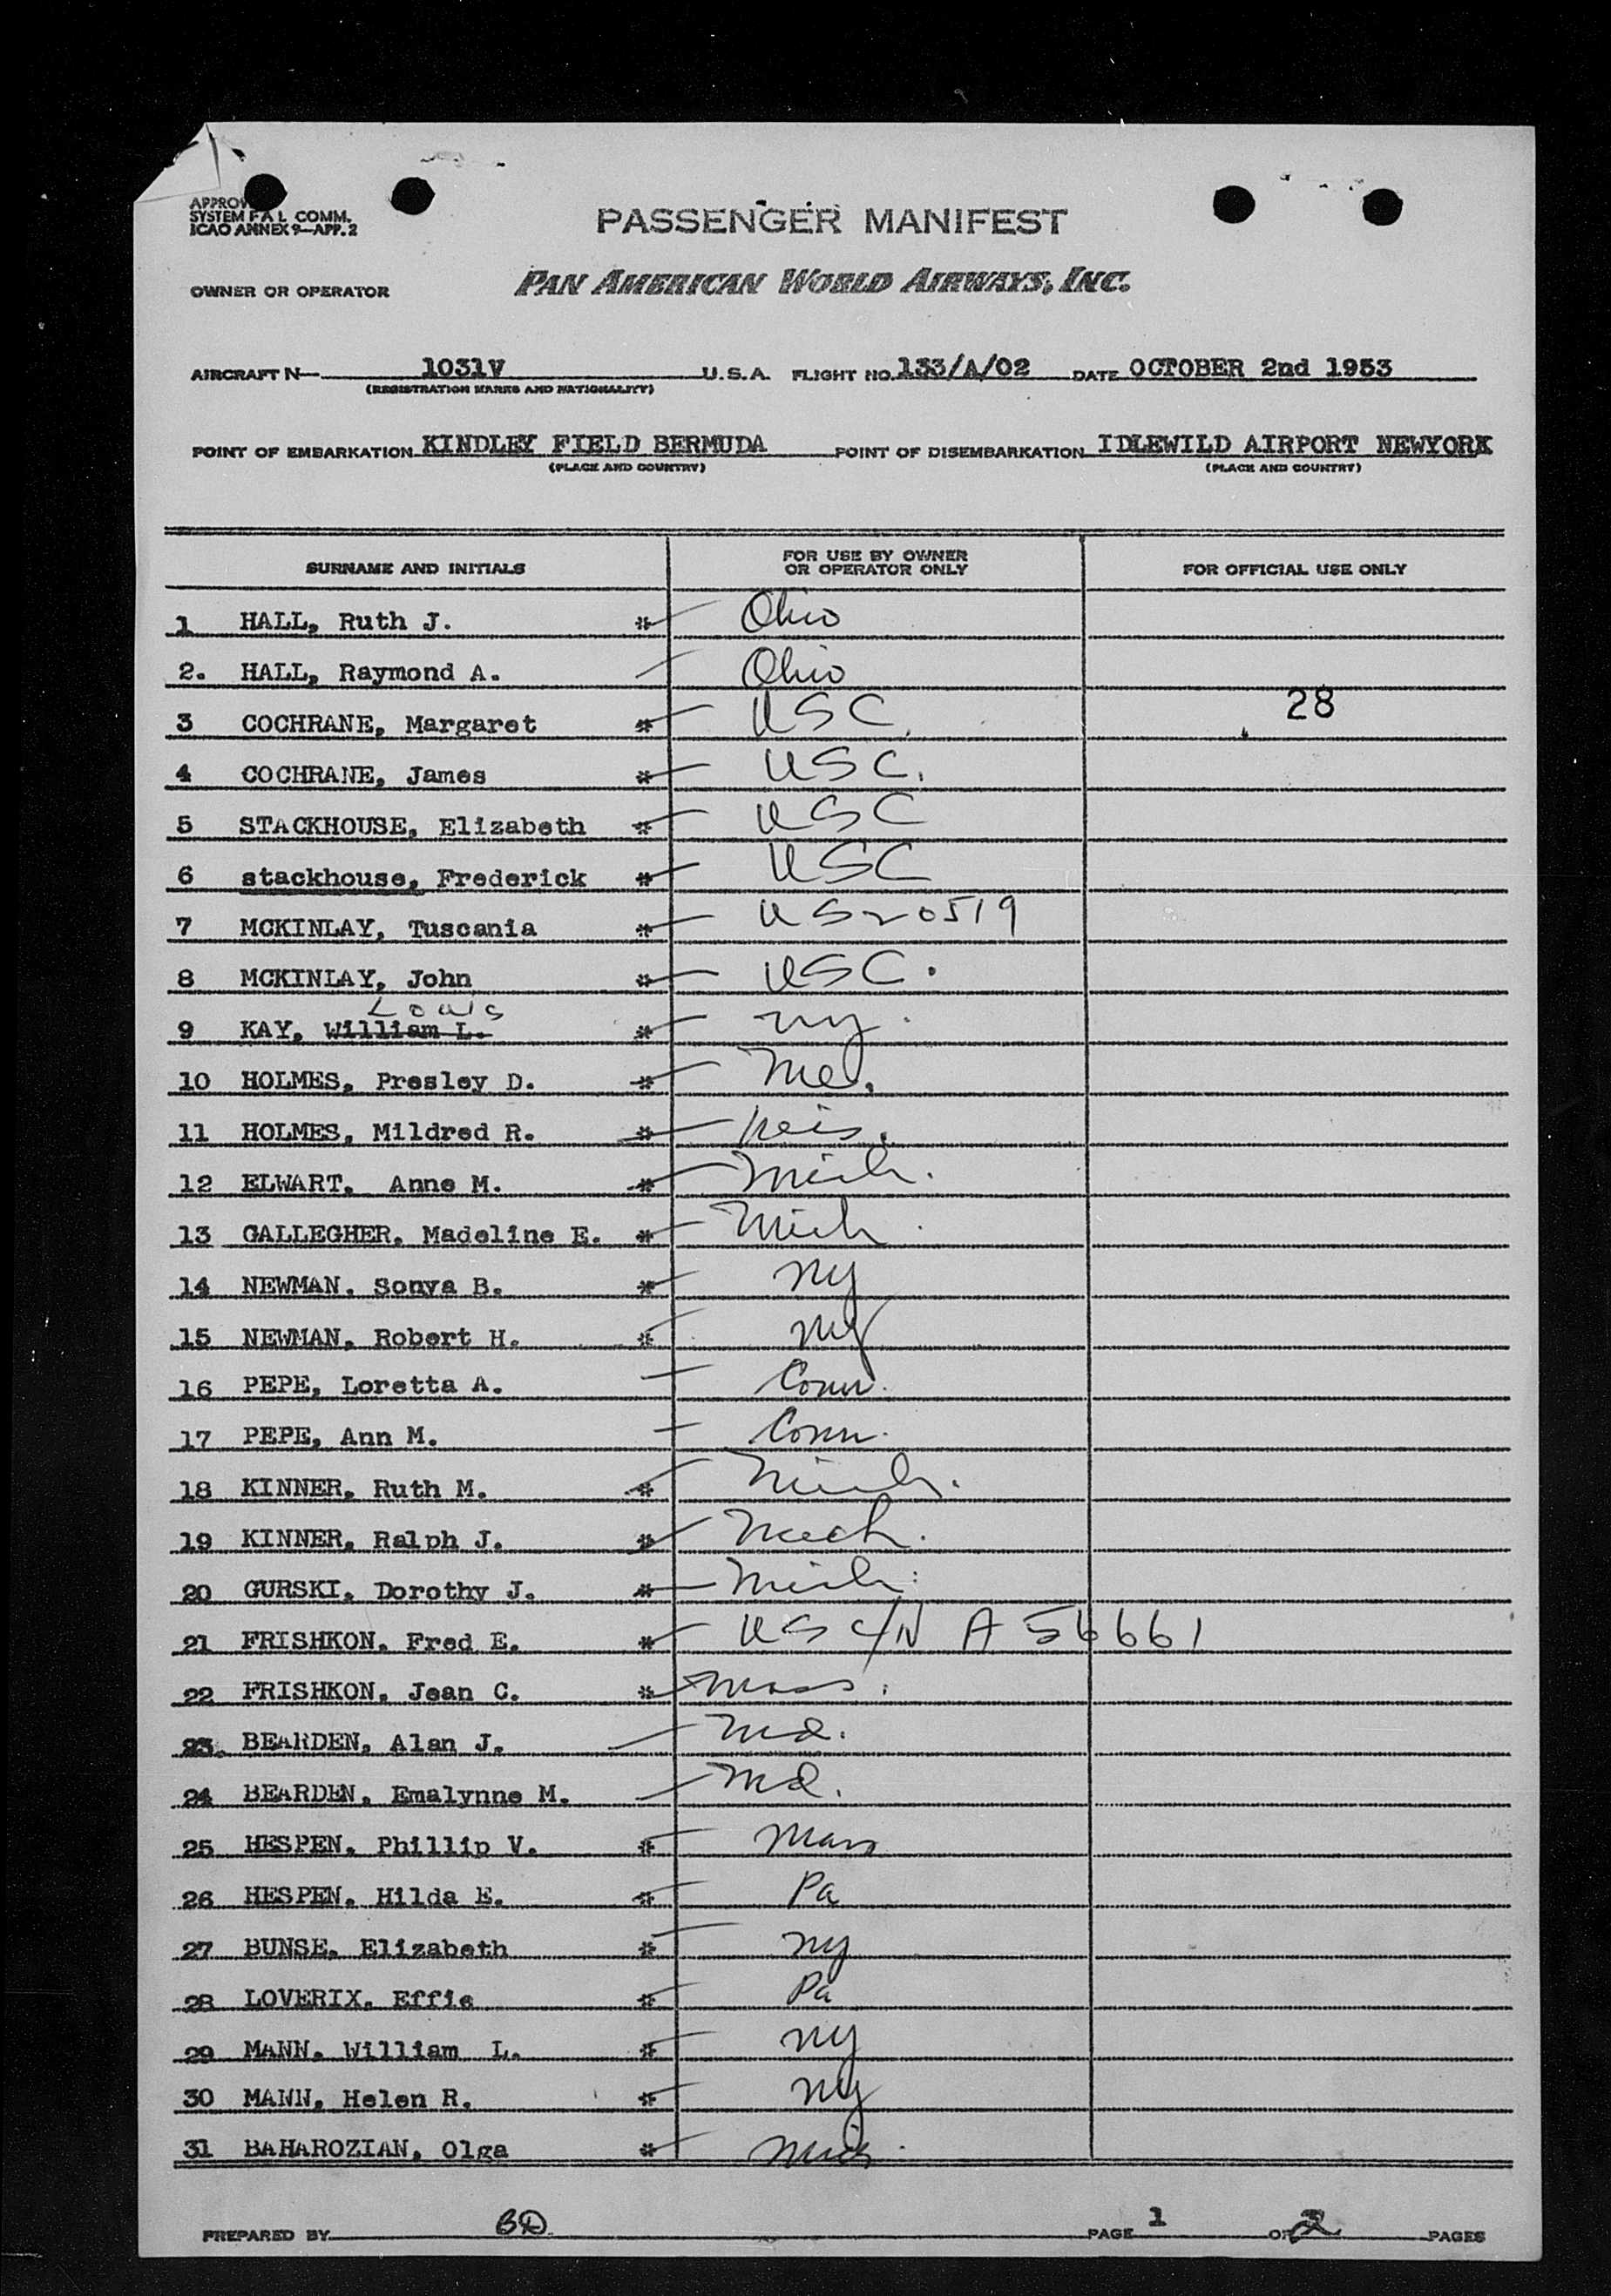 APPROV
SYSTEM F A L COMM.
ICAO ANNEX 9—APP. 2
PASSENGER MANIFEST
OWNER OR OPERATOR PAN AMERICAN WORLD AIRWAYS, INC.
AIRCRAFT N— 1031V U.S.A. FLIGHT NO. 133/A/02 DATE OCTOBER 2nd 1953
(REGISTRATION MARKS AND NATIONALITY)
POINT OF EMBARKATION KINDLEY FIELD BERMUDA POINT OF DISEMBARKATION IDLEWILD AIRPORT NEWYORK
(PLACE AND COUNTRY) (PLACE AND COUNTRY)
SURNAME AND INITIALS FOR USE BY OWNER OR OPERATOR ONLY FOR OFFICIAL USE ONLY
1 HALL, Ruth J. * Ohio
2. HALL, Raymond A. Ohio
3 COCHRANE, Margaret * USC 28
4 COCHRANE, James * USC.
5 STACKHOUSE, Elizabeth * USC
6 stackhouse, Frederick * USC
7 MCKINLAY, Tuscania * US20519
8 MCKINLAY, John * USC.
Louis
9 KAY, William L. * ny.
10 HOLMES, Presley D. * Me.
11 HOLMES, Mildred R. *
12 ELWART, Anne M. * Mich.
13 GALLEGHER, Madeline E. * Mich
14 NEWMAN, Sonya B. * ny
15 NEWMAN, Robert H. * ny
16 PEPE, Loretta A. Conn.
17 PEPE, Ann M. Conn.
18 KINNER, Ruth M. * Mich.
19 KINNER, Ralph J. * Mich.
20 GURSKI, Dorothy J. * Mich.
21 FRISHKON, Fred E. * US C/N A 56661
22 FRISHKON, Jean C. * Mass.
23. BEARDEN, Alan J. Md.
24 BEARDEN, Emalynne M. Md.
25 HESPEN, Phillip V. * Mass
26 HESPEN, Hilda E. * Pa
27 BUNSE, Elizabeth * ny
28 LOVERIX, Effie * Pa
29 MANN, William L. * ny
30 MANN, Helen R. * ny
31 BAHAROZIAN, Olga *
PREPARED BY BD PAGE 1 OF 2 PAGES